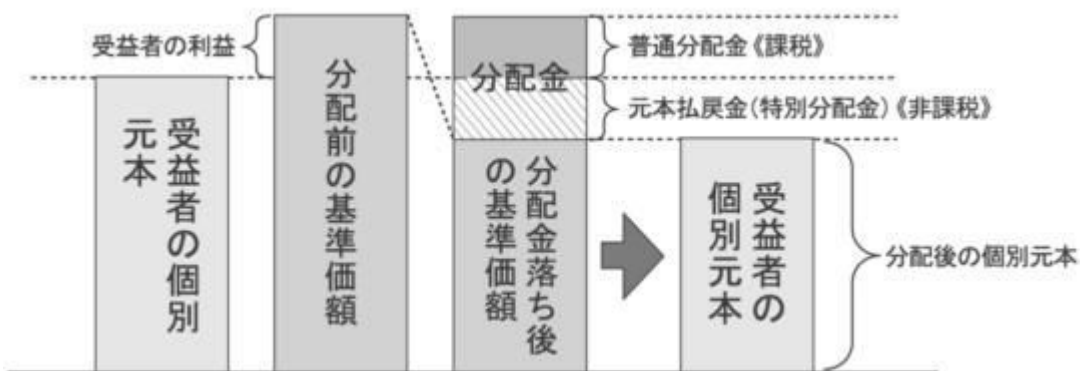 受益者の利益
受益者の個別
元本
分配前の基準価額
分配金
分配金落ち後
の基準価額
普通分配金《課税》
元本払戻金(特別分配金)《非課税》
受益者の
個別元本
分配後の個別元本